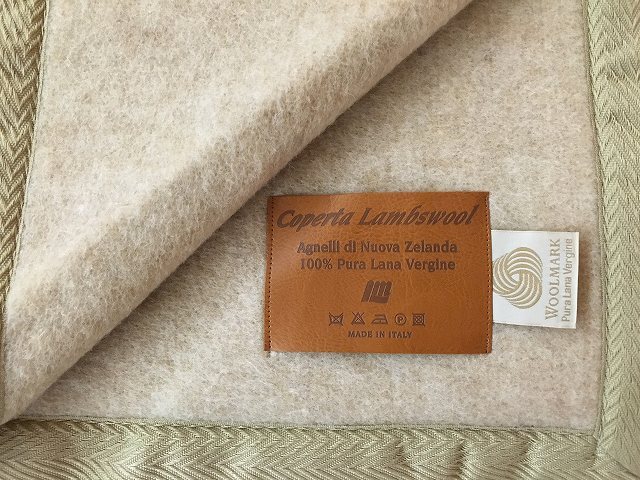 Coperta Lambswool
Agnelli di Nuova Zelanda
100% Pura Lana Vergine
MADE IN ITALY
WOOLMARK
Pura Lana Vergine